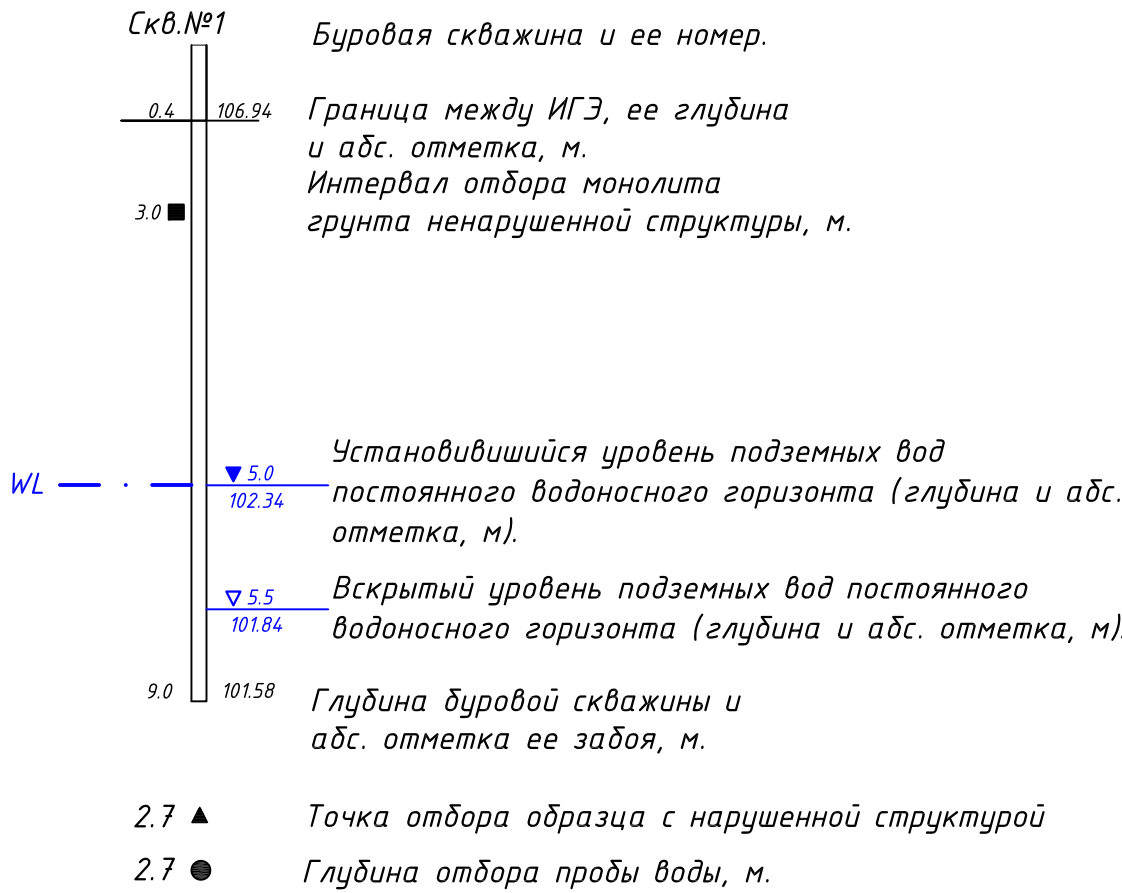 Скв.№1
Буровая скважина и ее номер.
0.4
106.94
Граница между ИГЭ, ее глубина
и абс. отметка, м.
Интервал отбора монолита
3.0
грунта ненарушенной структуры, м.
Установивишийся уровень подземных вод
WL
5.0
постоянного водоносного горизонта (глубина и абс.
102.34
отметка, м).
Вскрытый уровень подземных вод постоянного
5.5
101.84
водоносного горизонта (глубина и абс. отметка, м).
9.0
101.58
Глубина буровой скважины и
абс. отметка ее забоя, м.
2.7
Точка отбора образца с нарушенной структурой
2.7
Глубина отбора пробы воды, м.